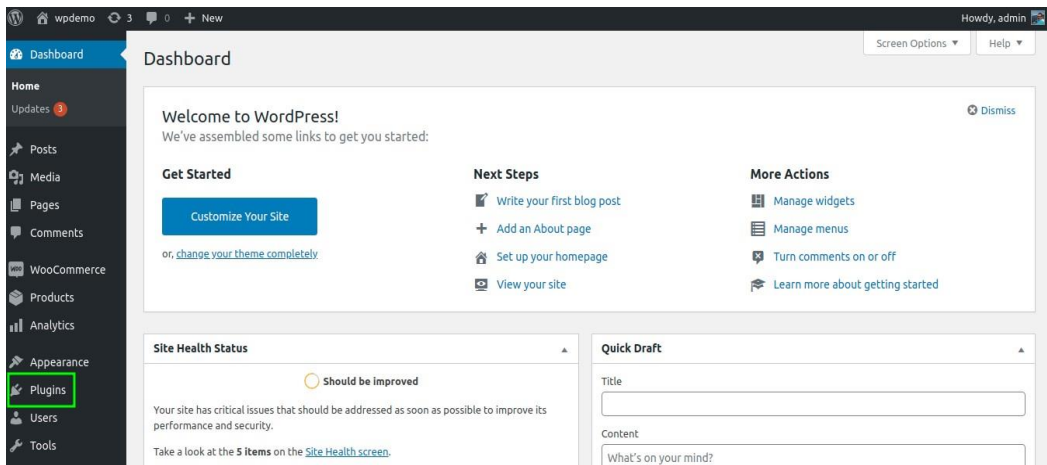 wpdemo 3 0 + New Howdy, admin
Screen Options ▼ Help ▼
Dashboard
Home
Updates 3
Posts
Media
Pages
Comments
WooCommerce
Products
Analytics
Appearance
Plugins
Users
Tools
Dashboard
Welcome to WordPress!
We've assembled some links to get you started:
Dismiss
Get Started
Customize Your Site
or, change your theme completely
Next Steps
Write your first blog post
Add an About page
Set up your homepage
View your site
More Actions
Manage widgets
Manage menus
Turn comments on or off
Learn more about getting started
Site Health Status
Should be improved
Your site has critical issues that should be addressed as soon as possible to improve its
performance and security.
Take a look at the 5 items on the Site Health screen.
Quick Draft
Title
Content
What's on your mind?